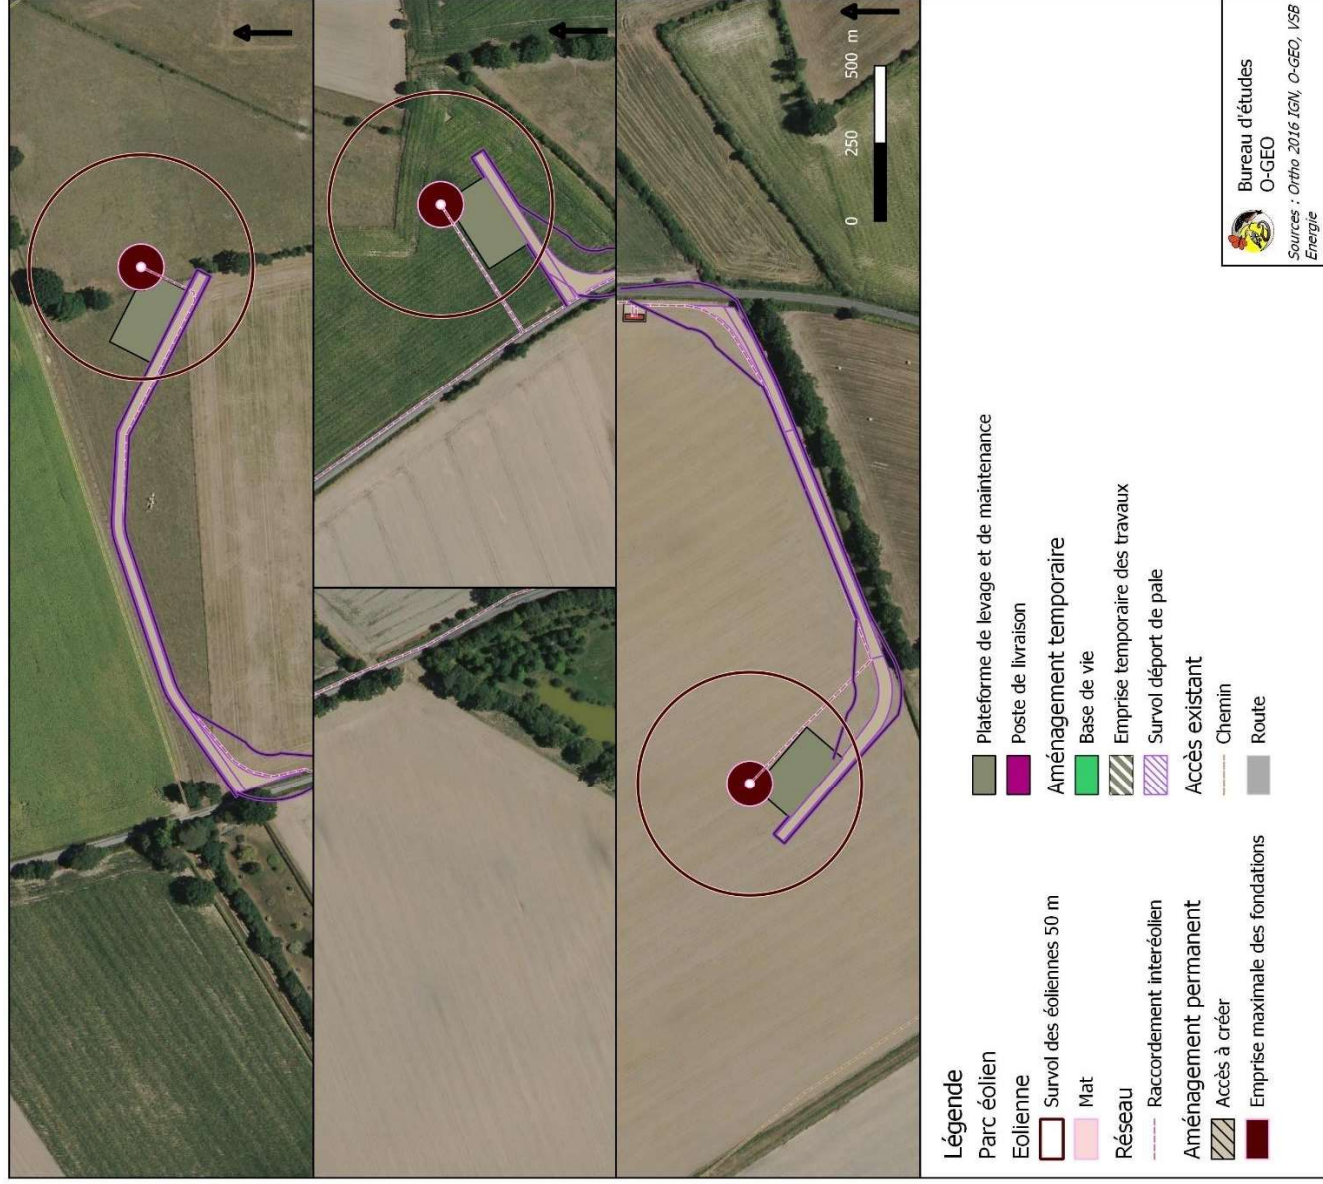 0 250 500 m
Légende
Parc éolien
Eolienne
Survol des éoliennes 50 m
Mat
Réseau
Raccordement interéolien
Aménagement permanent
Accès à créer
Emprise maximale des fondations
Plateforme de levage et de maintenance
Poste de livraison
Aménagement temporaire
Base de vie
Emprise temporaire des travaux
Survol déport de pale
Accès existant
Chemin
Route
Bureau d'études
O-GEO
Sources : Ortho 2016 IGN, O-GEO, VSB
Energie